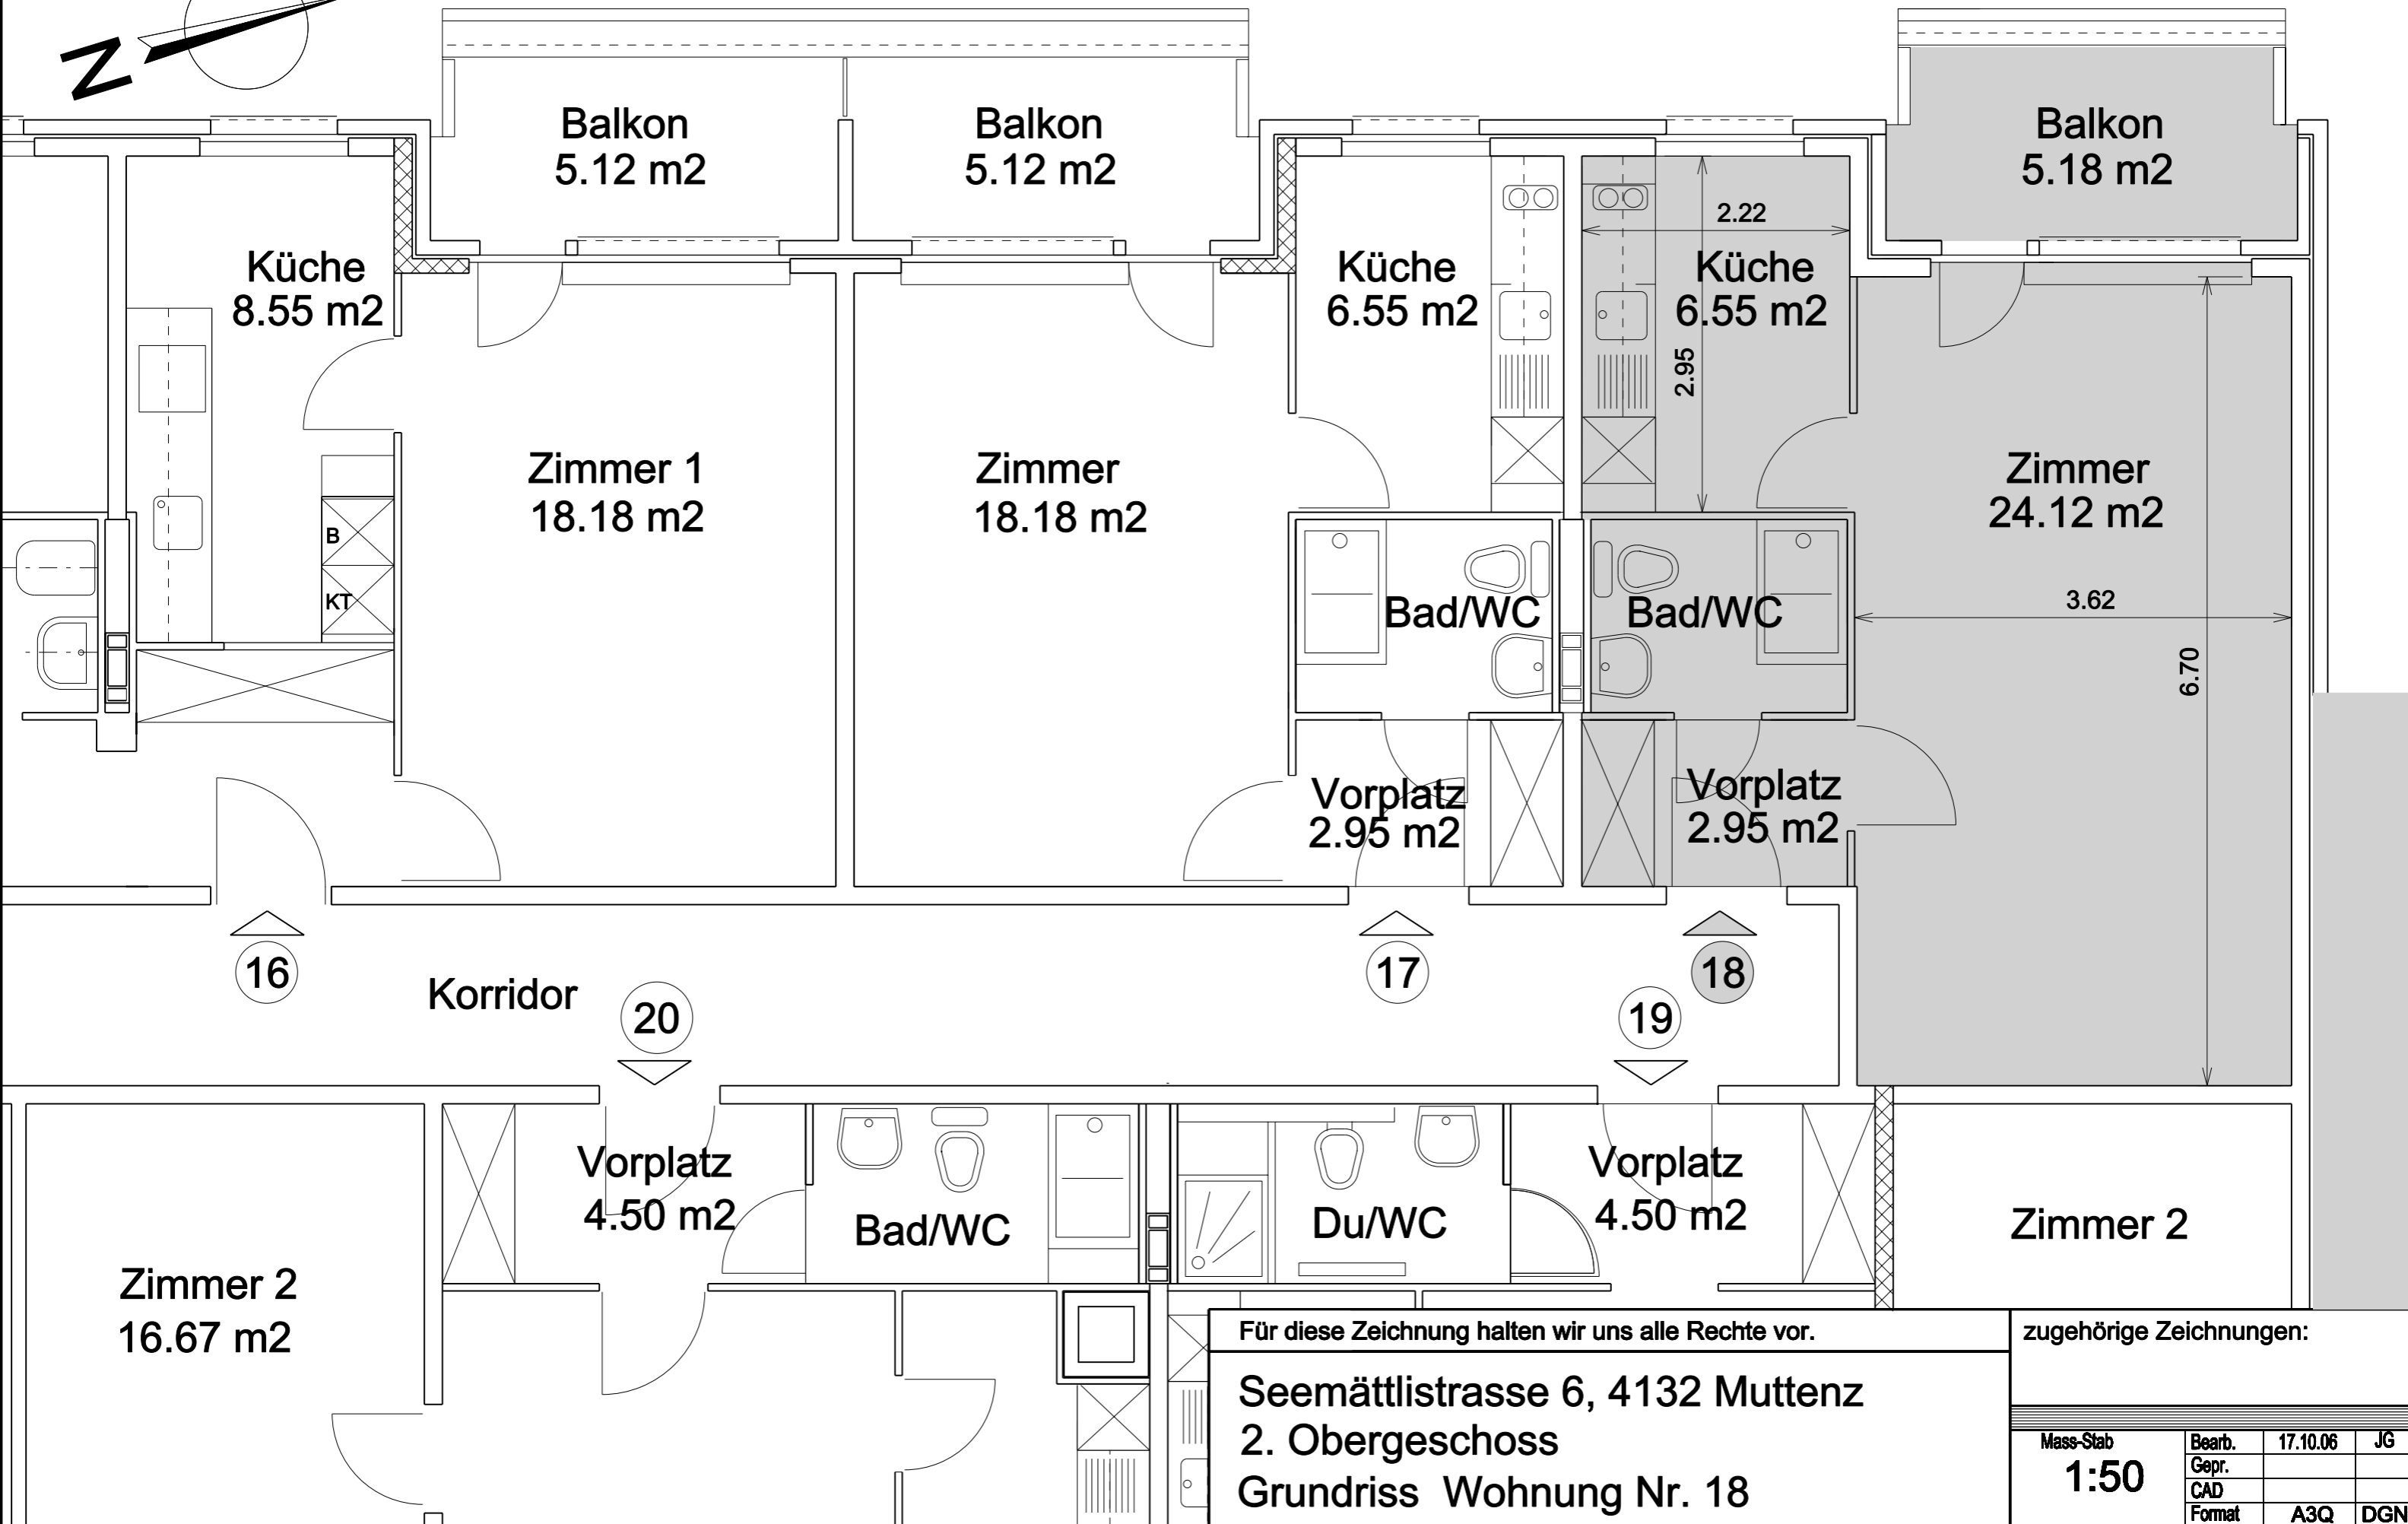 N
Balkon
5.12 m2
Balkon
5.12 m2
Balkon
5.18 m2
Küche
8.55 m2
Küche
6.55 m2
2.22
Küche
6.55 m2
2.95
Zimmer 1
18.18 m2
Zimmer
18.18 m2
Zimmer
24.12 m2
B
KT
Bad/WC
Bad/WC
3.62
6.70
Vorplatz
2.95 m2
Vorplatz
2.95 m2
16
17
18
Korridor
20
19
Vorplatz
4.50 m2
Bad/WC
Du/WC
Vorplatz
4.50 m2
Zimmer 2
Zimmer 2
16.67 m2
Für diese Zeichnung halten wir uns alle Rechte vor.
zugehörige Zeichnungen:
Seemättlistrasse 6, 4132 Muttenz
2. Obergeschoss
Grundriss Wohnung Nr. 18
Mass-Stab
1:50
Bearb. 17.10.06 JG
Gepr.
CAD
Format A3Q DGN